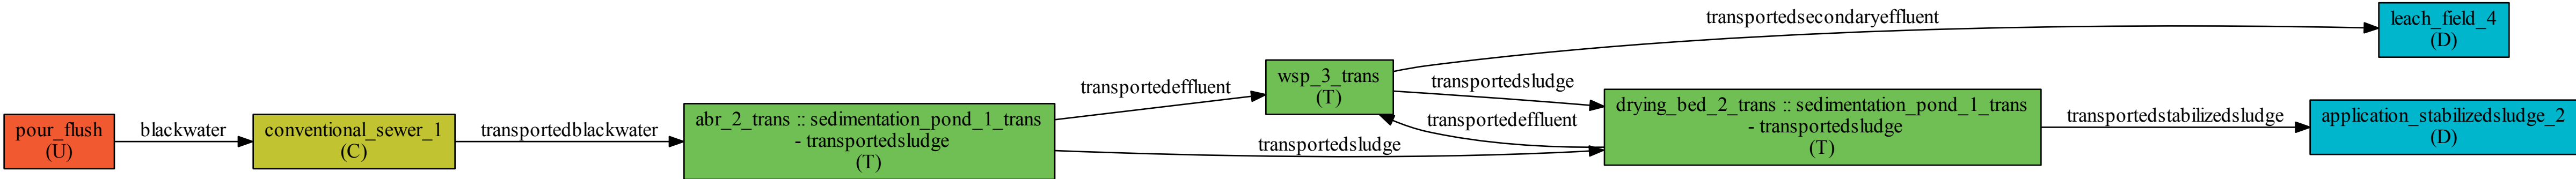 pour_flush
(U)
blackwater
conventional_sewer_1
(C)
transportedblackwater
abr_2_trans :: sedimentation_pond_1_trans
- transportedsludge
(T)
transportedeffluent
transportedsludge
wsp_3_trans
(T)
transportedsecondaryeffluent
transportedsludge
transportedeffluent
drying_bed_2_trans :: sedimentation_pond_1_trans
- transportedsludge
(T)
transportedstabilizedsludge
leach_field_4
(D)
application_stabilizedsludge_2
(D)